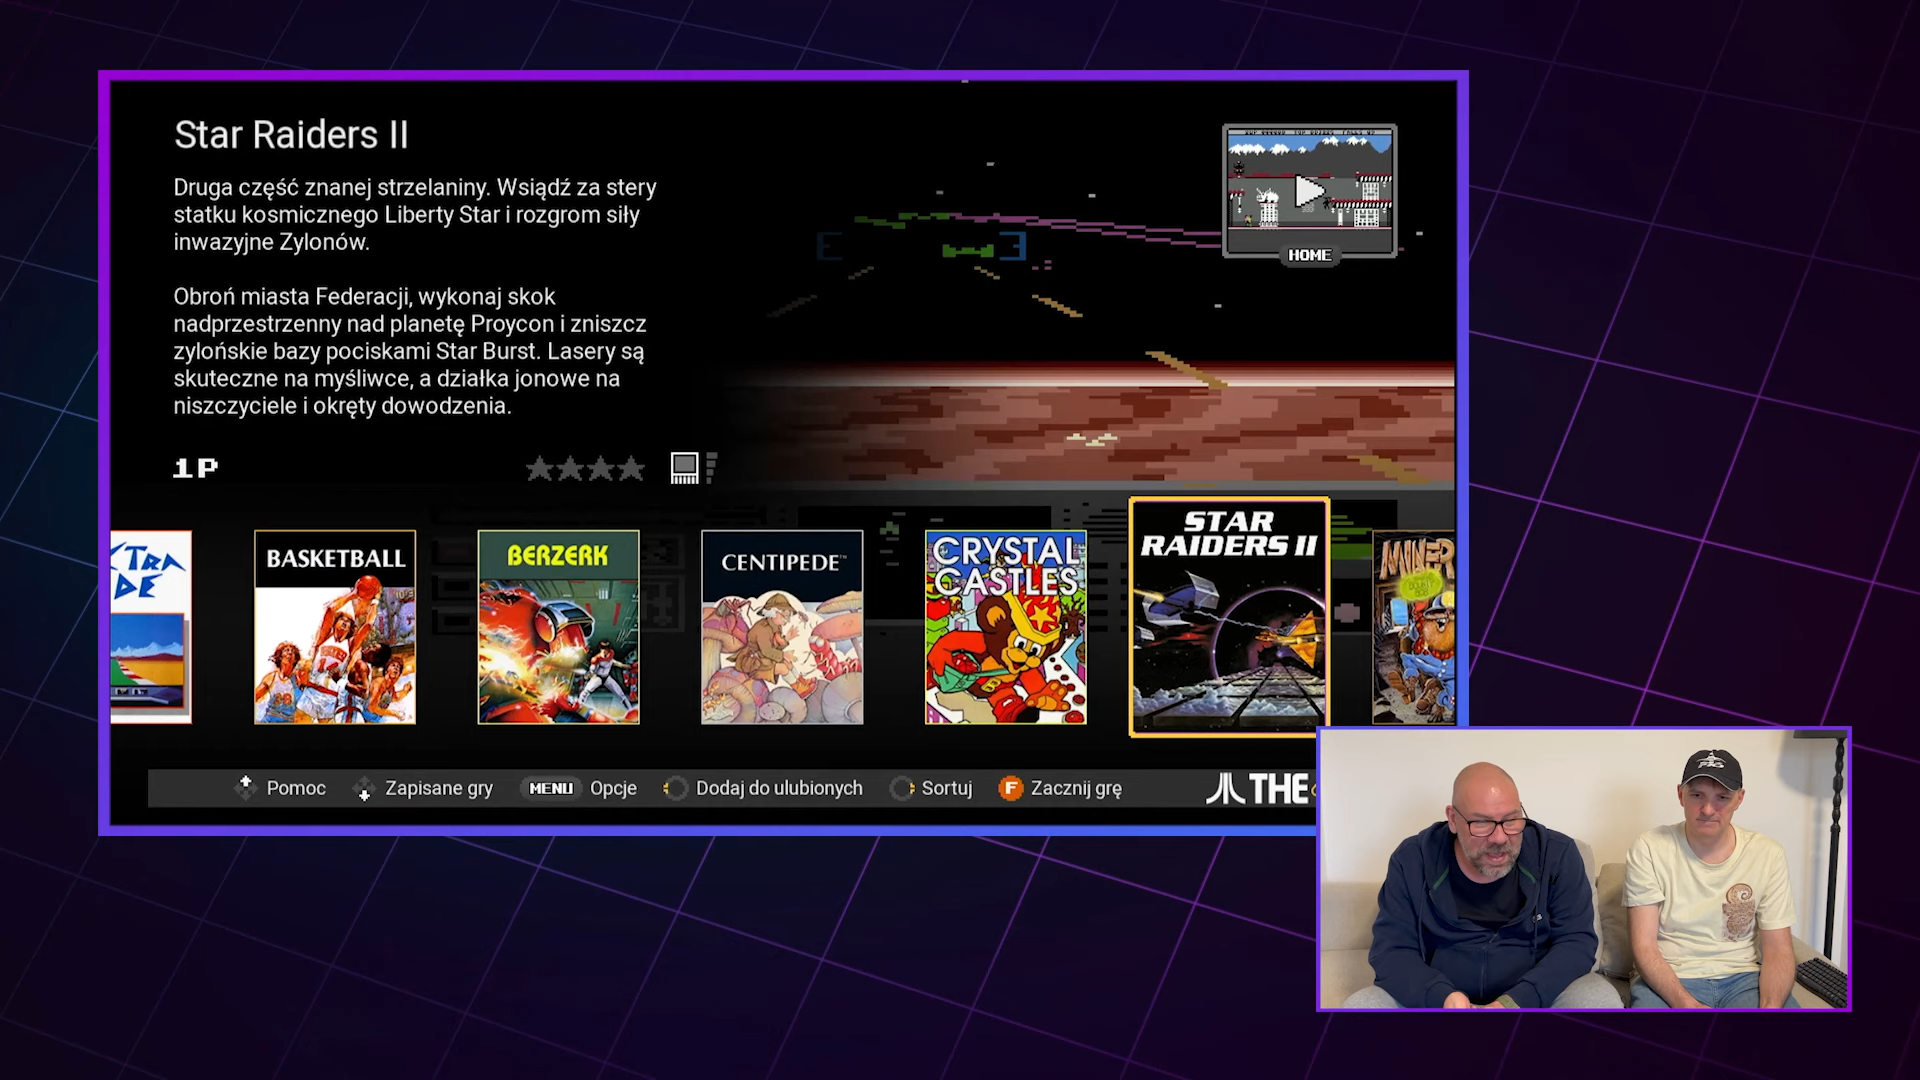 Star Raiders II
Druga część znanej strzelaniny. Wsiądź za stery
statku kosmicznego Liberty Star i rozgrom siły
inwazyjne Zylonów.
Obroń miasta Federacji, wykonaj skok
nadprzestrzenny nad planetę Proycon i zniszcz
zylońskie bazy pociskami Star Burst. Lasery są
skuteczne na myśliwce, a działka jonowe na
niszczyciele i okręty dowodzenia.
HOME
1P
BASKETBALL
BERZERK
CENTIPEDE™
CRYSTAL
CASTLES
STAR
RAIDERS II
MINER
Pomoc
Zapisane gry
MENU Opcje
Dodaj do ulubionych
Sortuj
F Zacznij grę
THE